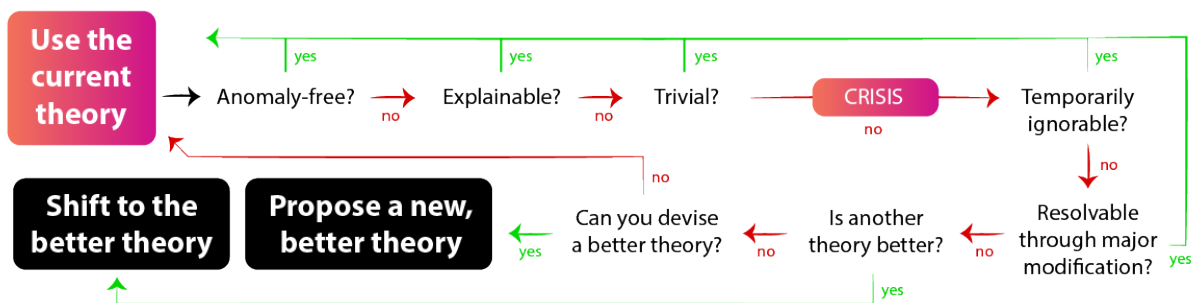 Use the
current
theory
Anomaly-free?
yes
no
Explainable?
yes
no
Trivial?
yes
CRISIS
no
Temporarily
ignorable?
yes
no
Resolvable
through major
modification?
yes
no
Is another
theory better?
yes
no
Can you devise
a better theory?
no
yes
Propose a new,
better theory
Shift to the
better theory